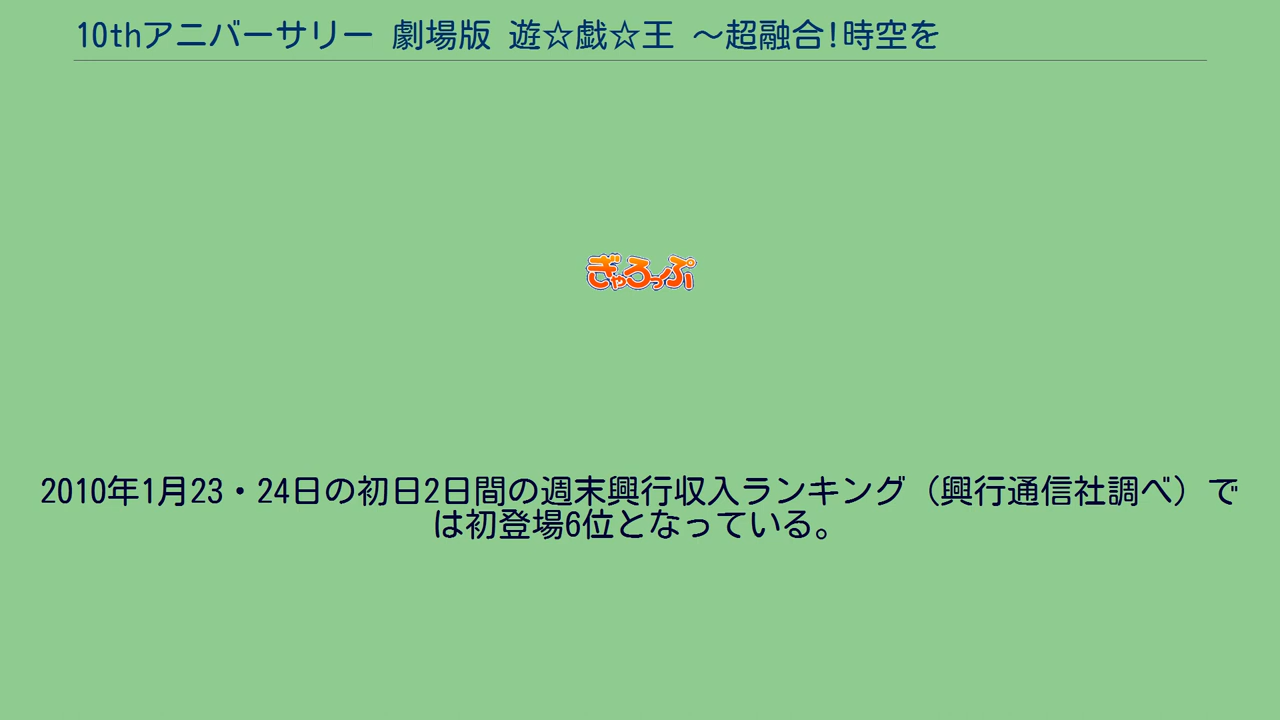 10thアニバーサリー 劇場版 遊☆戯☆王 ～超融合!時空を
ぎゃろっぷ
2010年1月23・24日の初日2日間の週末興行収入ランキング（興行通信社調べ）で
は初登場6位となっている。